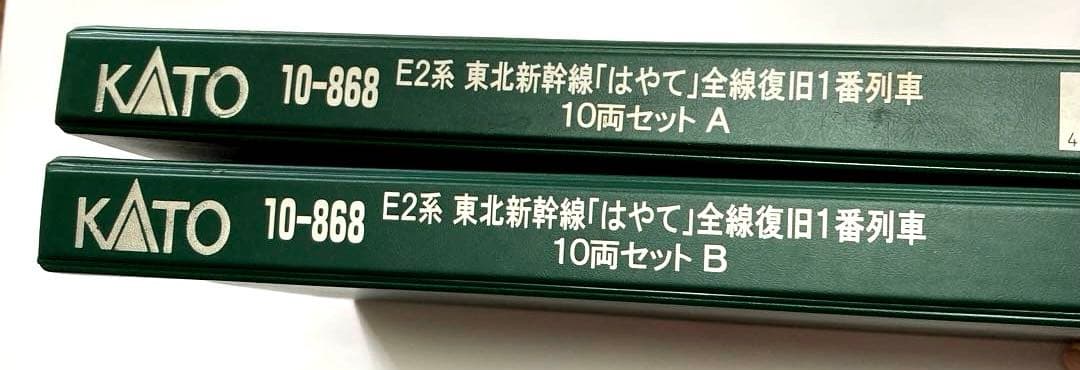 KATO 10-868 E2系 東北新幹線「はやて」全線復旧1番列車
10両セット A
4
KATO 10-868 E2系 東北新幹線「はやて」全線復旧1番列車
10両セット B